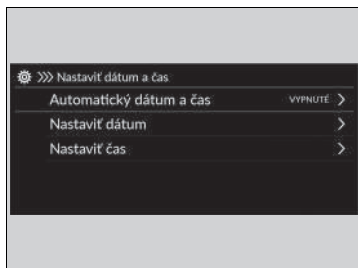 >>> Nastaviť dátum a čas
Automatický dátum a čas VYPNUTÉ >
Nastaviť dátum >
Nastaviť čas >